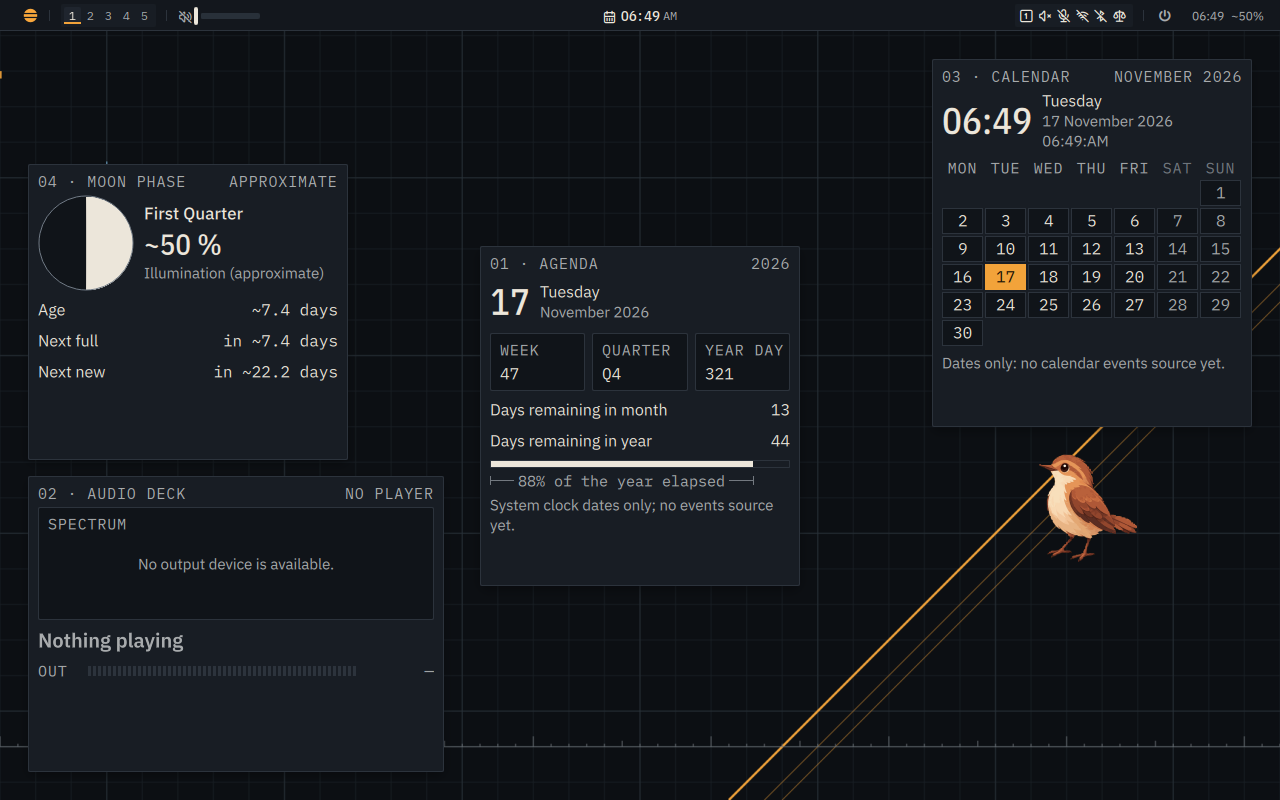 1 2 3 4 5
06:49 AM
1
06:49 ~50%
04 · MOON PHASE APPROXIMATE
First Quarter
~50 %
Illumination (approximate)
Age ~7.4 days
Next full in ~7.4 days
Next new in ~22.2 days
02 · AUDIO DECK NO PLAYER
SPECTRUM
No output device is available.
Nothing playing
OUT —
01 · AGENDA 2026
17
Tuesday
November 2026
WEEK QUARTER YEAR DAY
47 Q4 321
Days remaining in month 13
Days remaining in year 44
88% of the year elapsed
System clock dates only; no events source
yet.
03 · CALENDAR NOVEMBER 2026
06:49
Tuesday
17 November 2026
06:49:AM
MON TUE WED THU FRI SAT SUN
1
2 3 4 5 6 7 8
9 10 11 12 13 14 15
16 17 18 19 20 21 22
23 24 25 26 27 28 29
30
Dates only: no calendar events source yet.